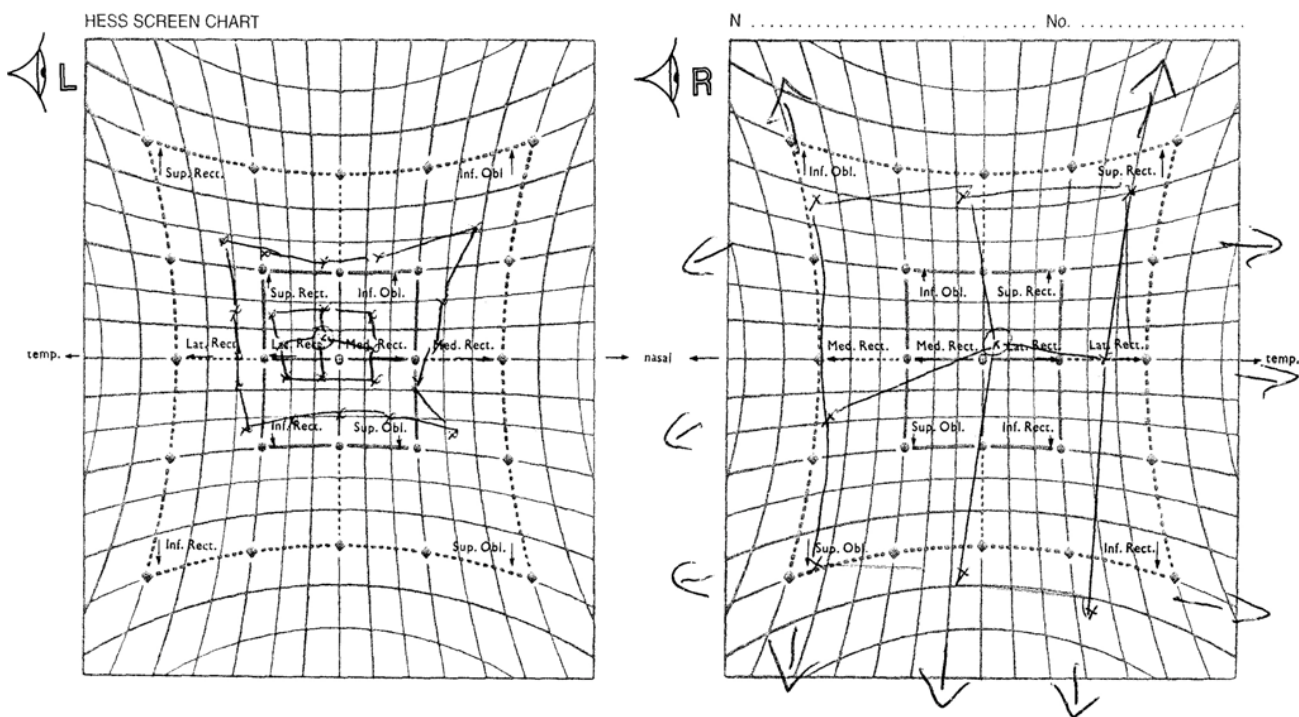 HESS SCREEN CHART
N No.
L
R
Sup. Rect. Inf. Obl
Inf. Obl. Sup. Rect.
Sup. Rect. Inf. Obl.
Inf. Obl. Sup. Rect.
temp. Lat. Rect. Lat. Rect. Med. Rect. Med. Rect.
nasal Med. Rect. Med. Rect. Lat. Rect. Lat. Rect. temp.
Inf. Rect. Sup. Obl.
Sup Obl. Inf. Rect.
Inf. Rect. Sup. Obl.
Sup. Obl. Inf. Rect.